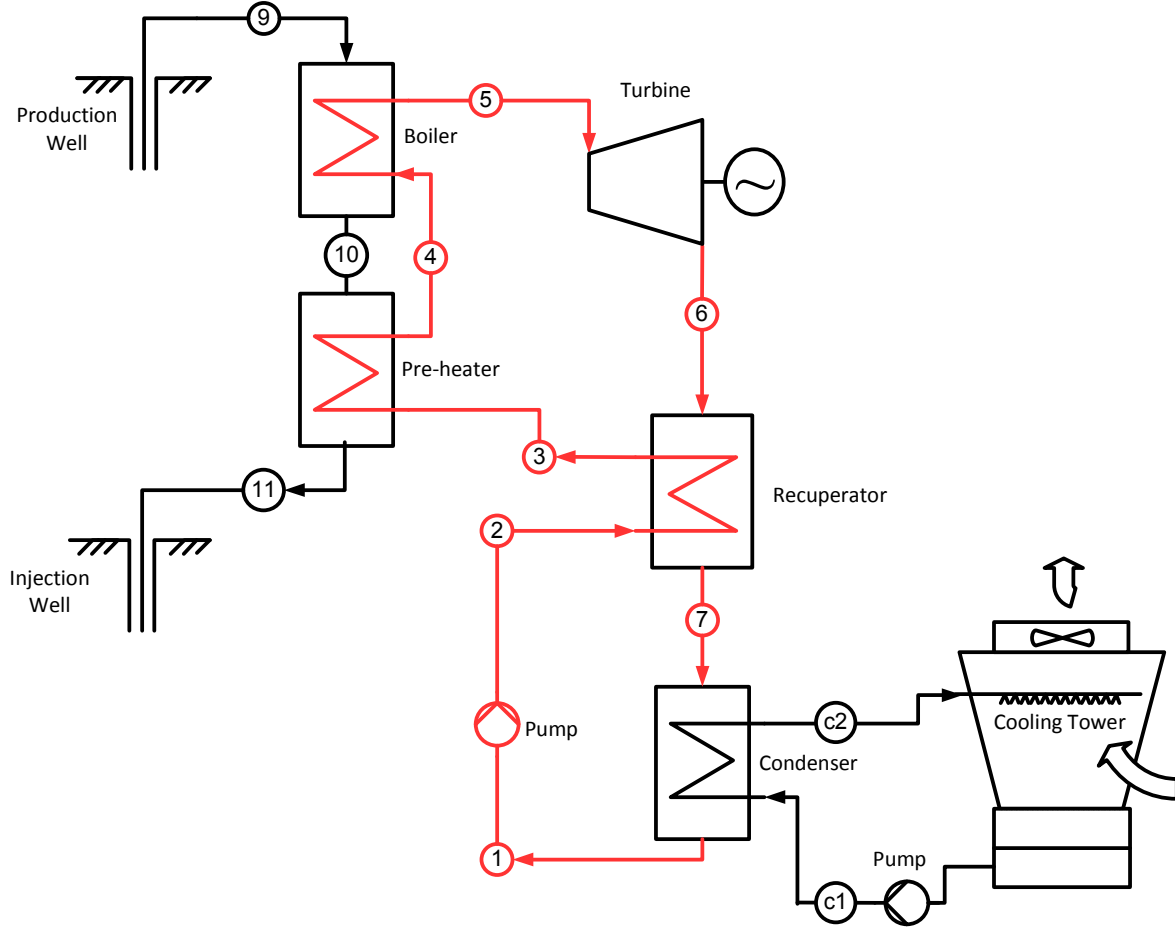 9
5
Turbine
Production
Well
Boiler
10
4
6
Pre-heater
3
11
Recuperator
2
Injection
Well
7
c2
Cooling Tower
Pump
Condenser
1
Pump
c1